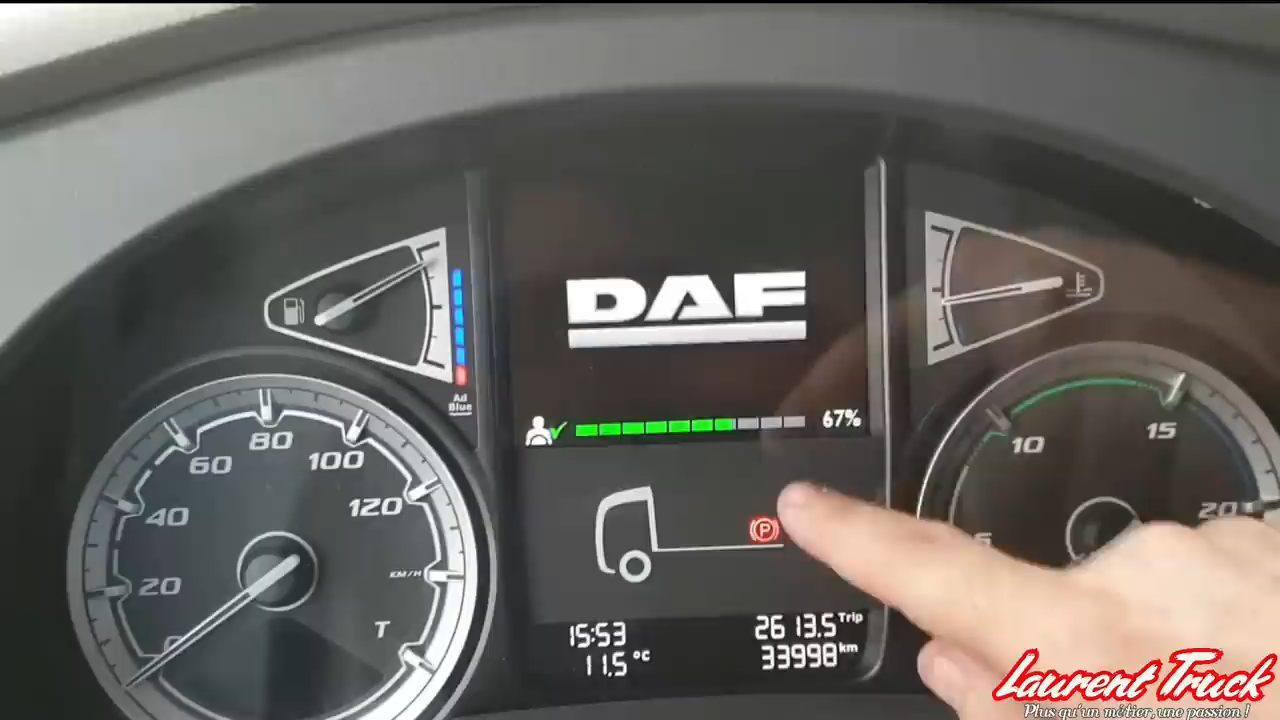 DAF
Ad
Blue
67%
20
40
60
80
100
120
KM/H
T
10
15
20
P
15:53
2613.5 Trip
11.5 °C
33998 km
Laurent Truck
Plus qu'un métier, une passion !